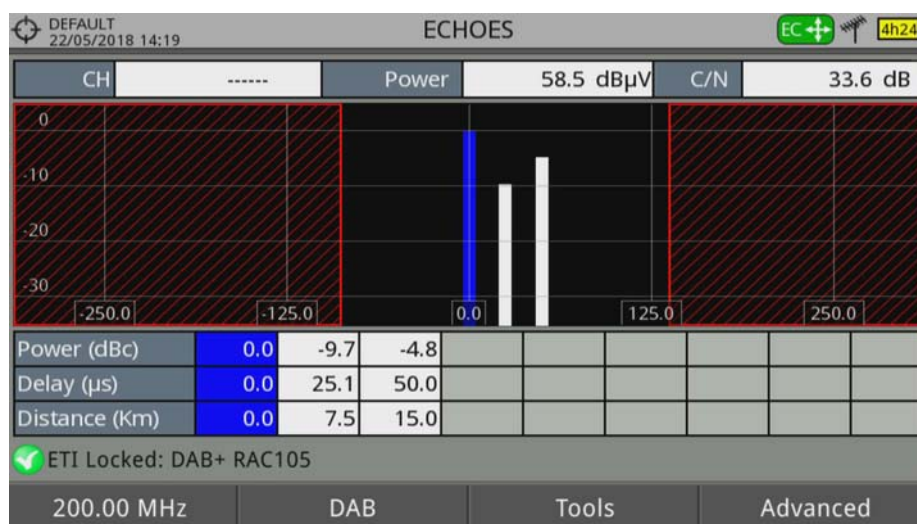 DEFAULT
22/05/2018 14:19
ECHOES
EC
4h24
CH ------ Power 58.5 dBµV C/N 33.6 dB
0
-10
-20
-30
-250.0 -125.0 0.0 125.0 250.0
Power (dBc) 0.0 -9.7 -4.8
Delay (µs) 0.0 25.1 50.0
Distance (Km) 0.0 7.5 15.0
ETI Locked: DAB+ RAC105
200.00 MHz DAB Tools Advanced